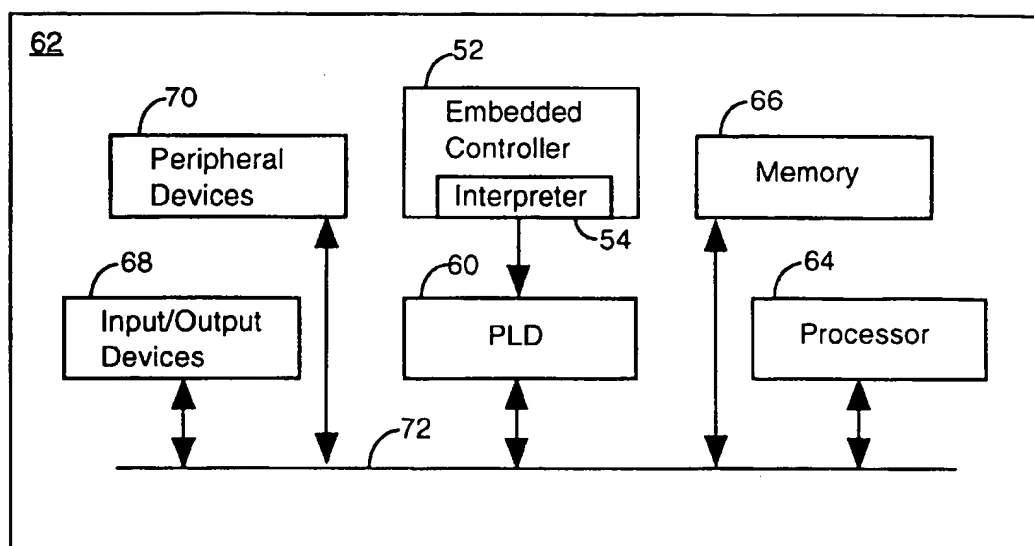 62
52
70
66
Embedded
Controller
Peripheral
Devices
Memory
Interpreter
54
68
60
64
Input/Output
Devices
PLD
Processor
72